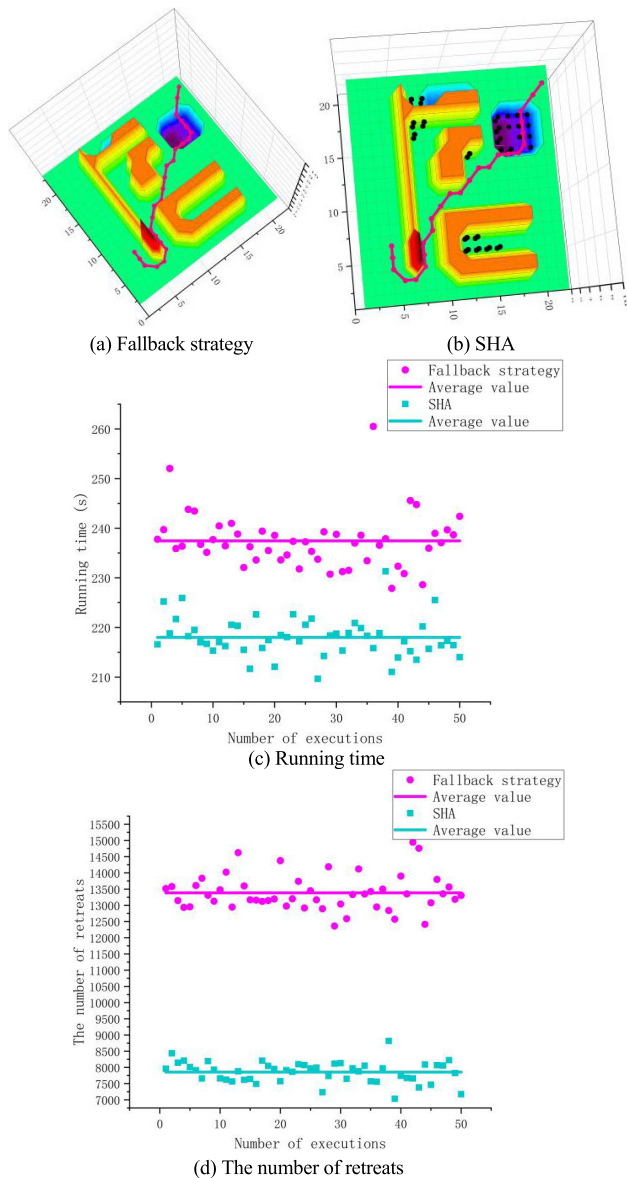 20
15
10
5
0
5
10
15
20
(a) Fallback strategy
20
15
10
5
0
5
10
15
20
(b) SHA
Fallback strategy
Average value
SHA
Average value
260
250
240
230
220
210
Running time (s)
0 10 20 30 40 50
Number of executions
(c) Running time
Fallback strategy
Average value
SHA
Average value
15500
15000
14500
14000
13500
13000
12500
12000
11500
11000
10500
10000
9500
9000
8500
8000
7500
7000
The number of retreats
0 10 20 30 40 50
Number of executions
(d) The number of retreats